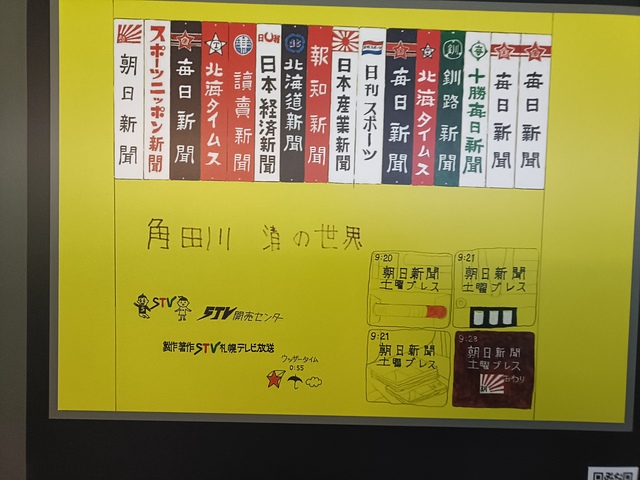 朝日新聞
スポーツニッポン新聞
毎日新聞
北海タイムス
讀賣新聞
日本経済新聞
北海道新聞
報知新聞
日本産業新聞
日刊スポーツ
毎日新聞
北海タイムス
釧路新聞
十勝毎日新聞
毎日新聞
毎日新聞
角田川 清の世界
9:20
朝日新聞
土曜プレス
9:21
朝日新聞
土曜プレス
STV
STV開発センター
製作著作STV札幌テレビ放送
ウェザータイム
0:55
9:21
朝日新聞
土曜プレス
9:28
朝日新聞
土曜プレス
おわり